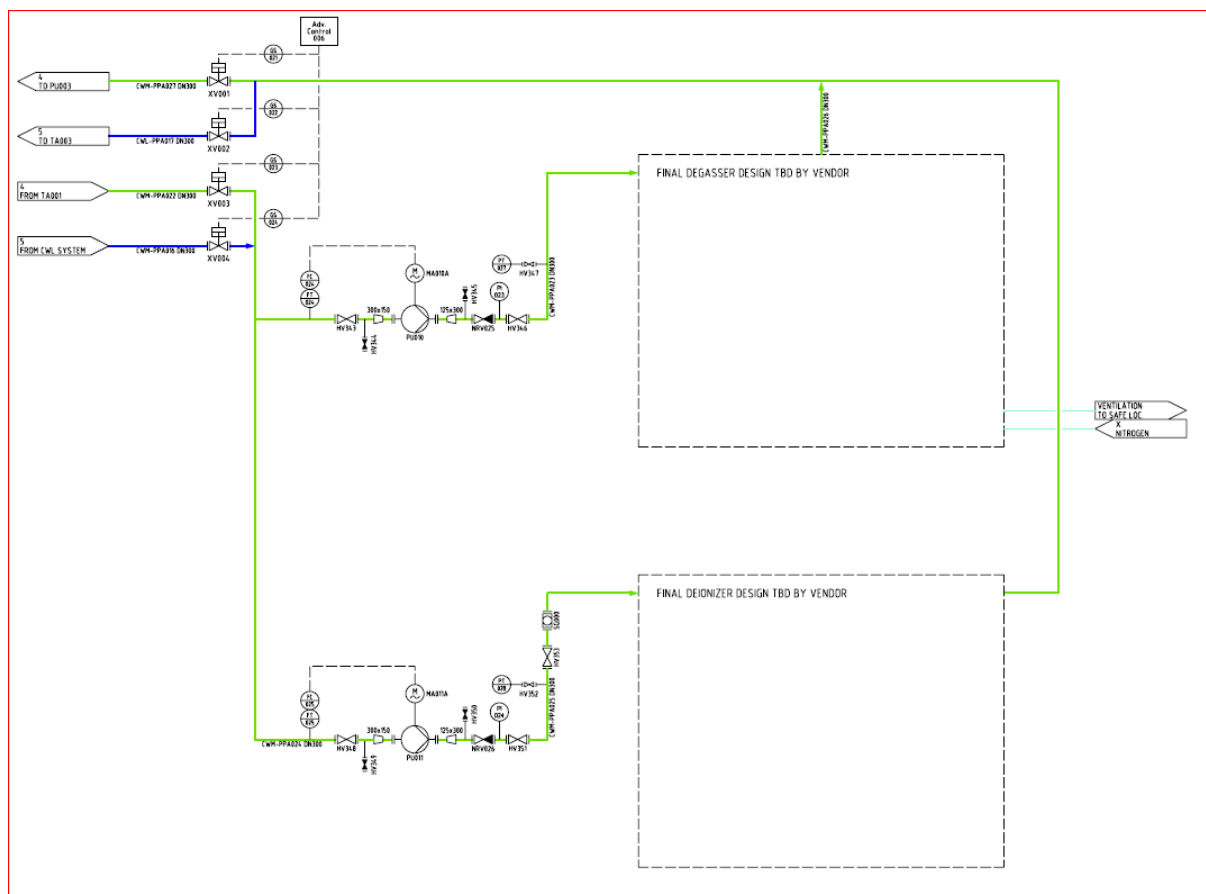 Adv.
Control
006
GS
021
4
TO PU003
CWM-PPA027 DN300
XV001
GS
022
5
TO TA003
CWL-PPA017 DN300
XV002
CWM-PPA026 DN300
GS
023
4
FROM TA001
CWM-PPA022 DN300
XV003
FINAL DEGASSER DESIGN TBD BY VENDOR
GS
024
5
FROM CWL SYSTEM
CWL-PPA016 DN300
XV004
FC
024
PT
024
M
MA010A
PT
027
HV347
CWM-PPA023 DN300
HV345
PI
023
300x150
125x300
HV343
HV344
PU010
NRV025
HV346
VENTILATION
TO SAFE LOC.
X
NITROGEN
FINAL DEIONIZER DESIGN TBD BY VENDOR
SG000
HV353
FC
025
PT
025
M
MA011A
PT
028
HV352
CWM-PPA025 DN300
HV350
PI
024
300x150
125x300
CWM-PPA024 DN300
HV348
HV349
PU011
NRV026
HV351